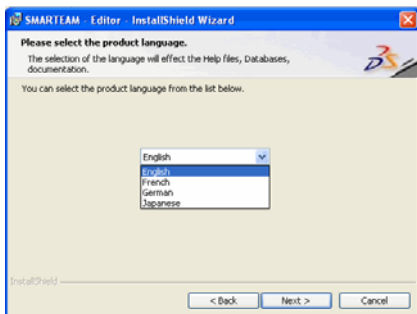 SMARTEAM - Editor - InstallShield Wizard
Please select the product language.
The selection of the language will effect the Help files, Databases,
documentation.
You can select the product language from the list below.
English
English
French
German
Japanese
InstallShield
< Back
Next >
Cancel